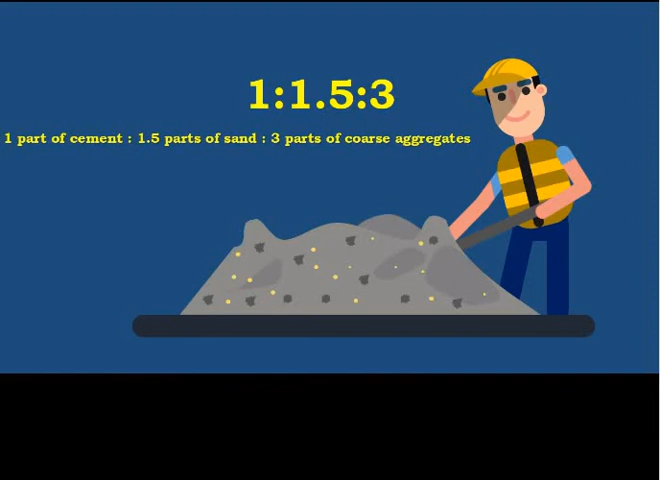 1:1.5:3
1 part of cement : 1.5 parts of sand : 3 parts of coarse aggregates